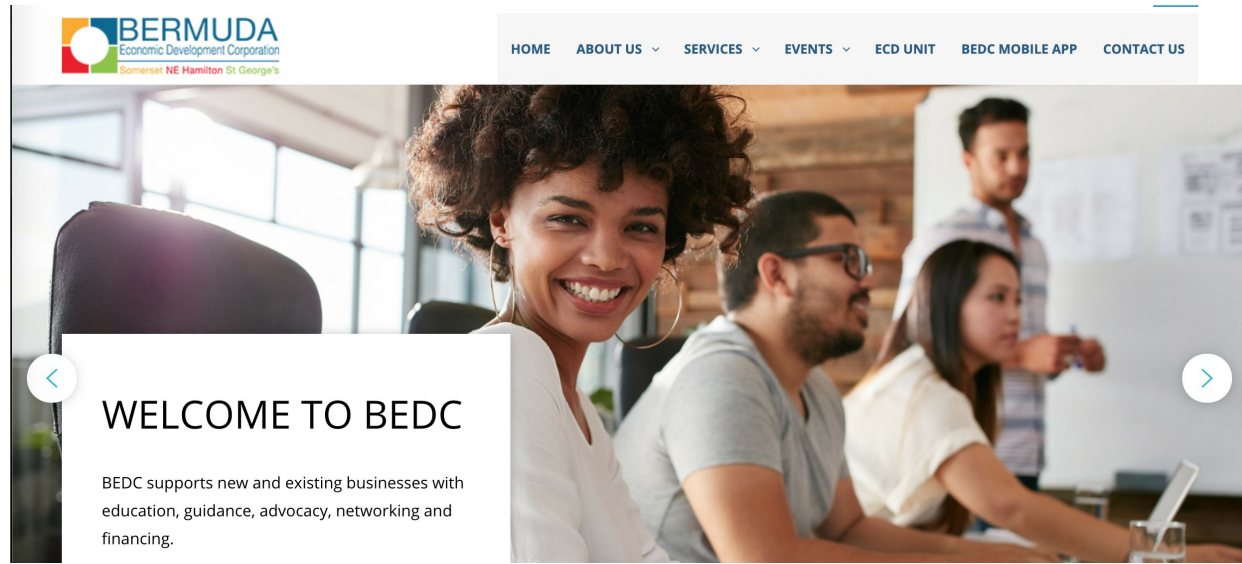 BERMUDA
Economic Development Corporation
Somerset NE Hamilton St George's
HOME ABOUT US SERVICES EVENTS ECD UNIT BEDC MOBILE APP CONTACT US
WELCOME TO BEDC
BEDC supports new and existing businesses with
education, guidance, advocacy, networking and
financing.